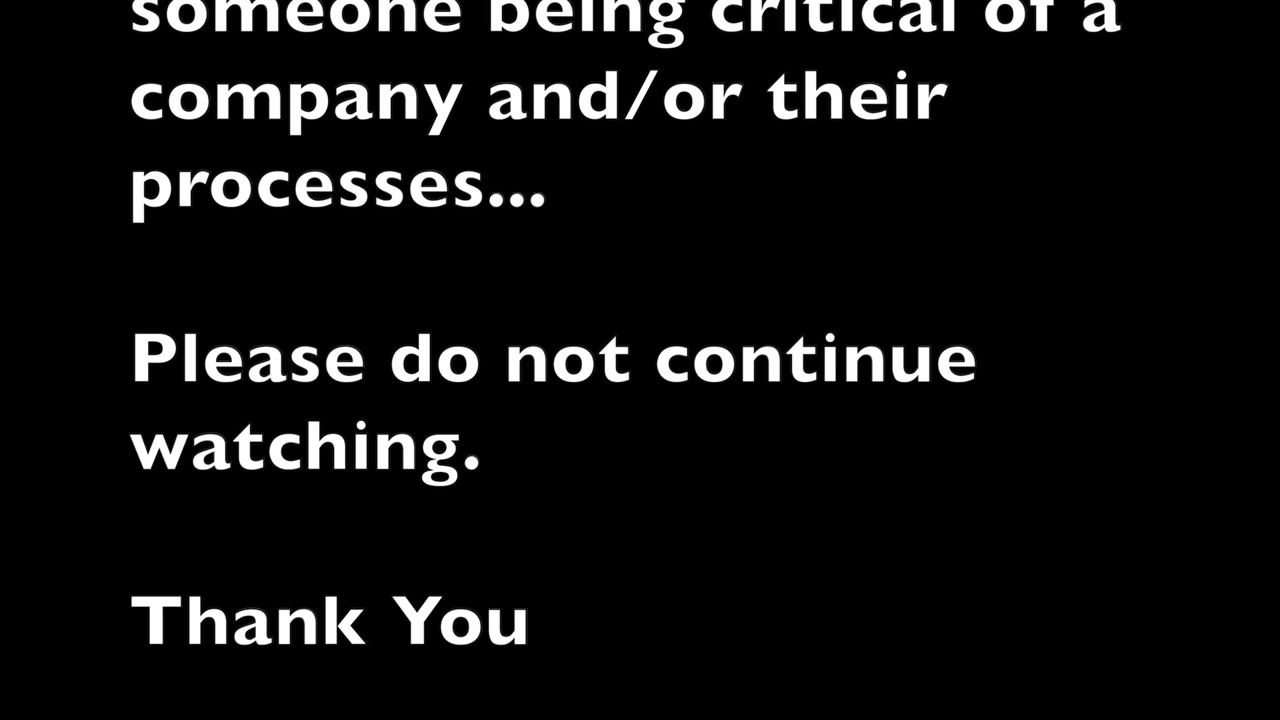 someone being critical of a
company and/or their
processes...
Please do not continue
watching.
Thank You